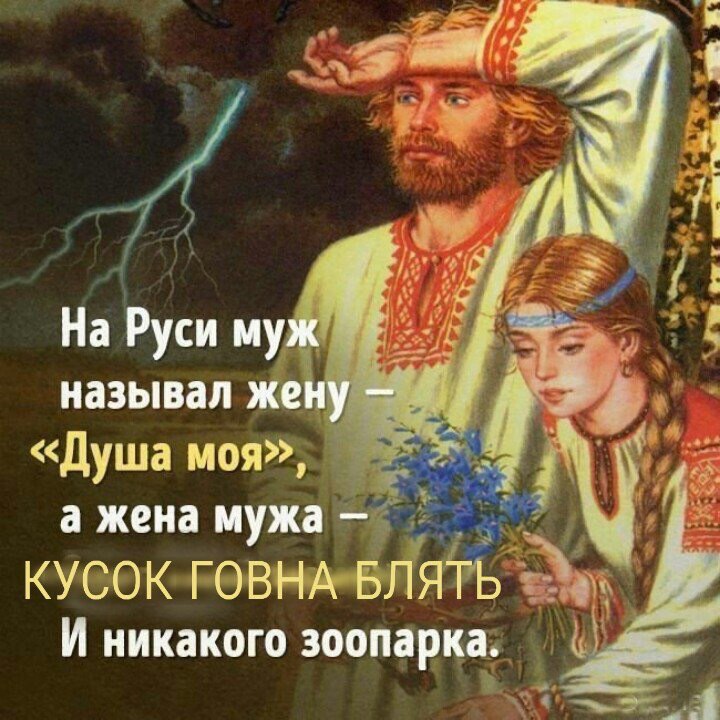 На Руси муж
называл жену –
«Душа моя»,
а жена мужа –
КУСОК ГОВНА БЛЯТЬ
И никакого зоопарка.